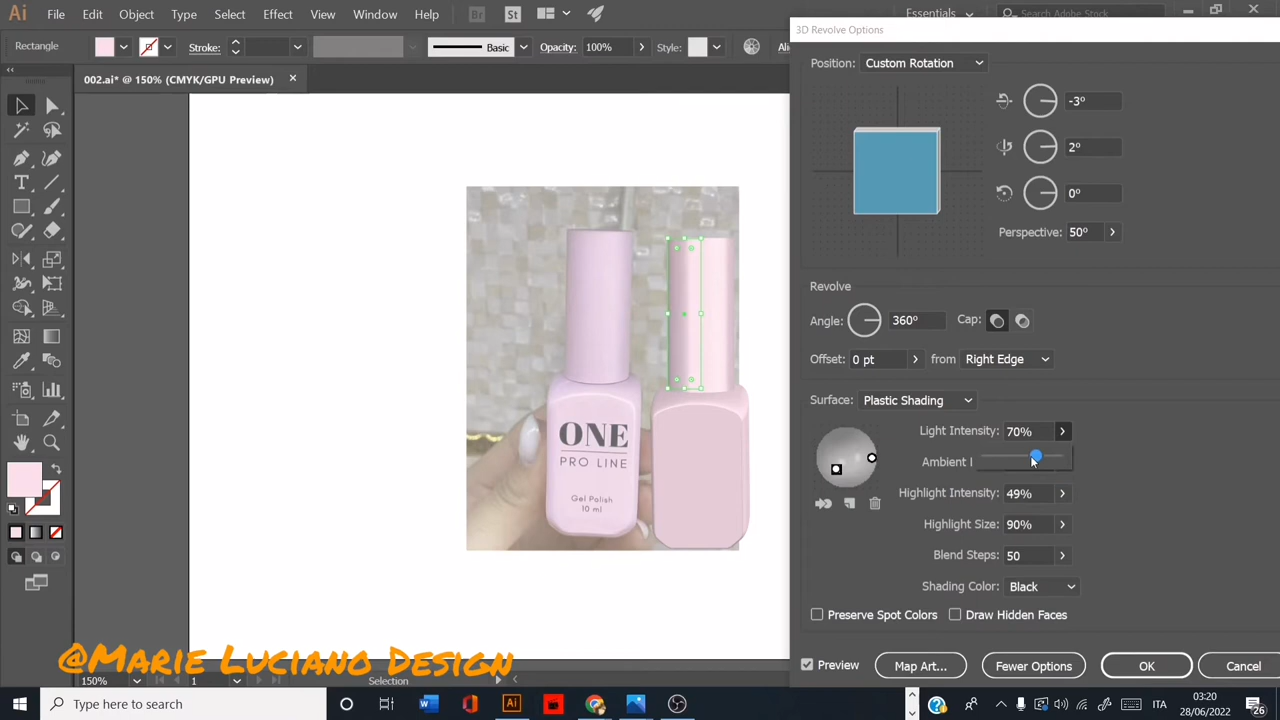 Ai File Edit Object Type Select Effect View Window Help Br St Essentials Search Adobe Stock
3D Revolve Options
Rectangle Stroke: Basic Opacity: 100% Style:
002.ai* @ 150% (CMYK/GPU Preview)
Position: Custom Rotation
-3°
2°
0°
Perspective: 50°
Revolve
Angle: 360° Cap:
Offset: 0 pt from Right Edge
Surface: Plastic Shading
Light Intensity: 70%
Ambient I
Highlight Intensity: 49%
Highlight Size: 90%
Blend Steps: 50
Shading Color: Black
Preserve Spot Colors Draw Hidden Faces
Preview Map Art... Fewer Options OK Cancel
ONE
PRO LINE
Gel Polish
10 ml
@Marie Luciano Design
150% 1 Selection
Type here to search
ITA
03:20
28/06/2022
26